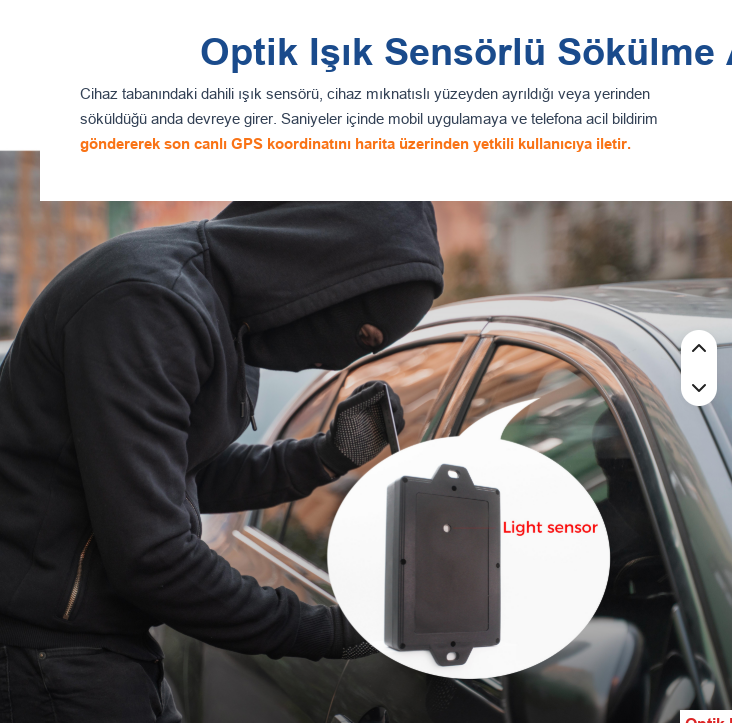 Optik Işık Sensörlü Sökülme
Cihaz tabanındaki dahili ışık sensörü, cihaz mıknatıslı yüzeyden ayrıldığı veya yerinden
söküldüğü anda devreye girer. Saniyeler içinde mobil uygulamaya ve telefona acil bildirim
göndererek son canlı GPS koordinatını harita üzerinden yetkili kullanıcıya iletir.
Light sensor